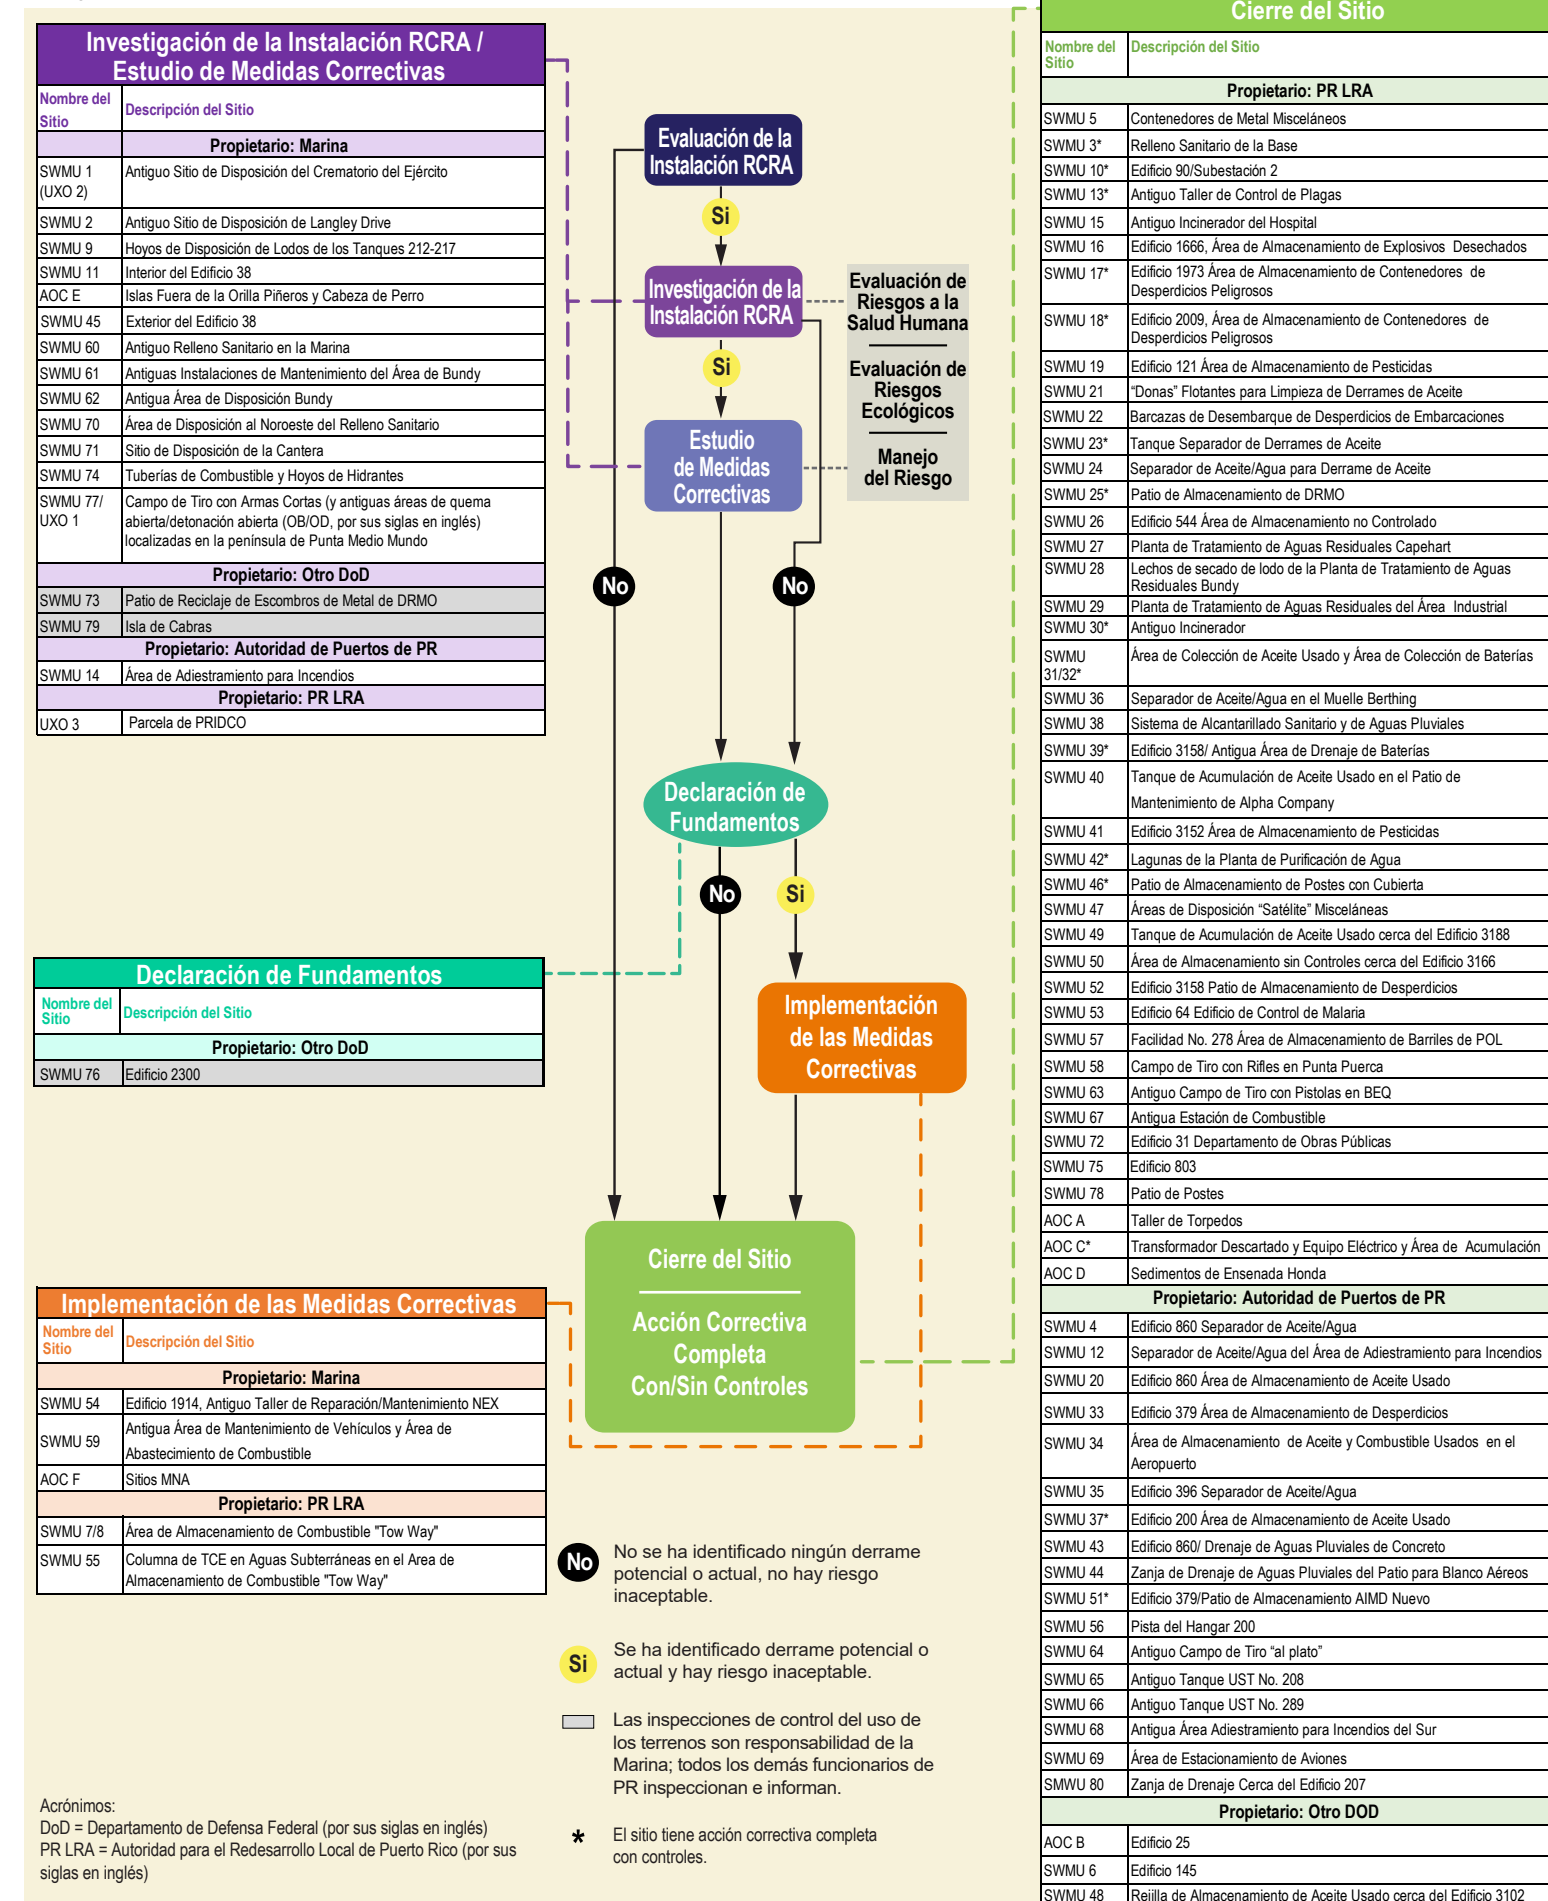 Investigación de la Instalación RCRA /
Estudio de Medidas Correctivas
Nombre del
Sitio
Descripción del Sitio
Propietario: Marina
SWMU 1
(UXO 2)
Antiguo Sitio de Disposición del Crematorio del Ejército
SWMU 2 Antiguo Sitio de Disposición de Langley Drive
SWMU 9 Hoyos de Disposición de Lodos de los Tanques 212-217
SWMU 11 Interior del Edificio 38
AOC E Islas Fuera de la Orilla Piñeros y Cabeza de Perro
SWMU 45 Exterior del Edificio 38
SWMU 60 Antiguo Relleno Sanitario en la Marina
SWMU 61 Antiguas Instalaciones de Mantenimiento del Área de Bundy
SWMU 62 Antigua Área de Disposición Bundy
SWMU 70 Área de Disposición al Noroeste del Relleno Sanitario
SWMU 71 Sitio de Disposición de la Cantera
SWMU 74 Tuberías de Combustible y Hoyos de Hidrantes
SWMU 77/
UXO 1
Campo de Tiro con Armas Cortas (y antiguas áreas de quema
abierta/detonación abierta (OB/OD, por sus siglas en inglés)
localizadas en la península de Punta Medio Mundo
Propietario: Otro DoD
SWMU 73 Patio de Reciclaje de Escombros de Metal de DRMO
SWMU 79 Isla de Cabras
Propietario: Autoridad de Puertos de PR
SWMU 14 Área de Adiestramiento para Incendios
Propietario: PR LRA
UXO 3 Parcela de PRIDCO
Declaración de Fundamentos
Nombre del
Sitio
Descripción del Sitio
Propietario: Otro DoD
SWMU 76 Edificio 2300
Implementación de las Medidas Correctivas
Nombre del
Sitio
Descripción del Sitio
Propietario: Marina
SWMU 54 Edificio 1914, Antiguo Taller de Reparación/Mantenimiento NEX
SWMU 59
Antigua Área de Mantenimiento de Vehículos y Área de
Abastecimiento de Combustible
AOC F Sitios MNA
Propietario: PR LRA
SWMU 7/8 Área de Almacenamiento de Combustible "Tow Way"
SWMU 55 Columna de TCE en Aguas Subterráneas en el Area de
Almacenamiento de Combustible "Tow Way"
Acrónimos:
DoD = Departamento de Defensa Federal (por sus siglas en inglés)
PR LRA = Autoridad para el Redesarrollo Local de Puerto Rico (por sus
siglas en inglés)
Evaluación de la
Instalación RCRA
Si
Investigación de la
Instalación RCRA
Evaluación de
Riesgos a la
Salud Humana
Evaluación de
Riesgos
Ecológicos
Manejo
del Riesgo
Si
Estudio
de Medidas
Correctivas
No
No
Declaración de
Fundamentos
No
Si
Implementación
de las Medidas
Correctivas
Cierre del Sitio
Acción Correctiva
Completa
Con/Sin Controles
No
No se ha identificado ningún derrame
potencial o actual, no hay riesgo
inaceptable.
Si
Se ha identificado derrame potencial o
actual y hay riesgo inaceptable.
Las inspecciones de control del uso de
los terrenos son responsabilidad de la
Marina; todos los demás funcionarios de
PR inspeccionan e informan.
* El sitio tiene acción correctiva completa
con controles.
Cierre del Sitio
Nombre del
Sitio
Descripción del Sitio
Propietario: PR LRA
SWMU 5 Contenedores de Metal Misceláneos
SWMU 3* Relleno Sanitario de la Base
SWMU 10* Edificio 90/Subestación 2
SWMU 13* Antiguo Taller de Control de Plagas
SWMU 15 Antiguo Incinerador del Hospital
SWMU 16 Edificio 1666, Área de Almacenamiento de Explosivos Desechados
SWMU 17* Edificio 1973 Área de Almacenamiento de Contenedores de
Desperdicios Peligrosos
SWMU 18* Edificio 2009, Área de Almacenamiento de Contenedores de
Desperdicios Peligrosos
SWMU 19 Edificio 121 Área de Almacenamiento de Pesticidas
SWMU 21 “Donas” Flotantes para Limpieza de Derrames de Aceite
SWMU 22 Barcazas de Desembarque de Desperdicios de Embarcaciones
SWMU 23* Tanque Separador de Derrames de Aceite
SWMU 24 Separador de Aceite/Agua para Derrame de Aceite
SWMU 25* Patio de Almacenamiento de DRMO
SWMU 26 Edificio 544 Área de Almacenamiento no Controlado
SWMU 27 Planta de Tratamiento de Aguas Residuales Capehart
SWMU 28 Lechos de secado de lodo de la Planta de Tratamiento de Aguas
Residuales Bundy
SWMU 29 Planta de Tratamiento de Aguas Residuales del Área Industrial
SWMU 30* Antiguo Incinerador
SWMU
31/32*
Área de Colección de Aceite Usado y Área de Colección de Baterías
SWMU 36 Separador de Aceite/Agua en el Muelle Berthing
SWMU 38 Sistema de Alcantarillado Sanitario y de Aguas Pluviales
SWMU 39* Edificio 3158/ Antigua Área de Drenaje de Baterías
SWMU 40 Tanque de Acumulación de Aceite Usado en el Patio de
Mantenimiento de Alpha Company
SWMU 41 Edificio 3152 Área de Almacenamiento de Pesticidas
SWMU 42* Lagunas de la Planta de Purificación de Agua
SWMU 46* Patio de Almacenamiento de Postes con Cubierta
SWMU 47 Áreas de Disposición “Satélite” Misceláneas
SWMU 49 Tanque de Acumulación de Aceite Usado cerca del Edificio 3188
SWMU 50 Área de Almacenamiento sin Controles cerca del Edificio 3166
SWMU 52 Edificio 3158 Patio de Almacenamiento de Desperdicios
SWMU 53 Edificio 64 Edificio de Control de Malaria
SWMU 57 Facilidad No. 278 Área de Almacenamiento de Barriles de POL
SWMU 58 Campo de Tiro con Rifles en Punta Puerca
SWMU 63 Antiguo Campo de Tiro con Pistolas en BEQ
SWMU 67 Antigua Estación de Combustible
SWMU 72 Edificio 31 Departamento de Obras Públicas
SWMU 75 Edificio 803
SWMU 78 Patio de Postes
AOC A Taller de Torpedos
AOC C* Transformador Descartado y Equipo Eléctrico y Área de Acumulación
AOC D Sedimentos de Ensenada Honda
Propietario: Autoridad de Puertos de PR
SWMU 4 Edificio 860 Separador de Aceite/Agua
SWMU 12 Separador de Aceite/Agua del Área de Adiestramiento para Incendios
SWMU 20 Edificio 860 Área de Almacenamiento de Aceite Usado
SWMU 33 Edificio 379 Área de Almacenamiento de Desperdicios
SWMU 34 Área de Almacenamiento de Aceite y Combustible Usados en el
Aeropuerto
SWMU 35 Edificio 396 Separador de Aceite/Agua
SWMU 37* Edificio 200 Área de Almacenamiento de Aceite Usado
SWMU 43 Edificio 860/ Drenaje de Aguas Pluviales de Concreto
SWMU 44 Zanja de Drenaje de Aguas Pluviales del Patio para Blanco Aéreos
SWMU 51* Edificio 379/Patio de Almacenamiento AIMD Nuevo
SWMU 56 Pista del Hangar 200
SWMU 64 Antiguo Campo de Tiro “al plato”
SWMU 65 Antiguo Tanque UST No. 208
SWMU 66 Antiguo Tanque UST No. 289
SWMU 68 Antigua Área Adiestramiento para Incendios del Sur
SWMU 69 Área de Estacionamiento de Aviones
SMWU 80 Zanja de Drenaje Cerca del Edificio 207
Propietario: Otro DOD
AOC B Edificio 25
SWMU 6 Edificio 145
SWMU 48 Rejilla de Almacenamiento de Aceite Usado cerca del Edificio 3102